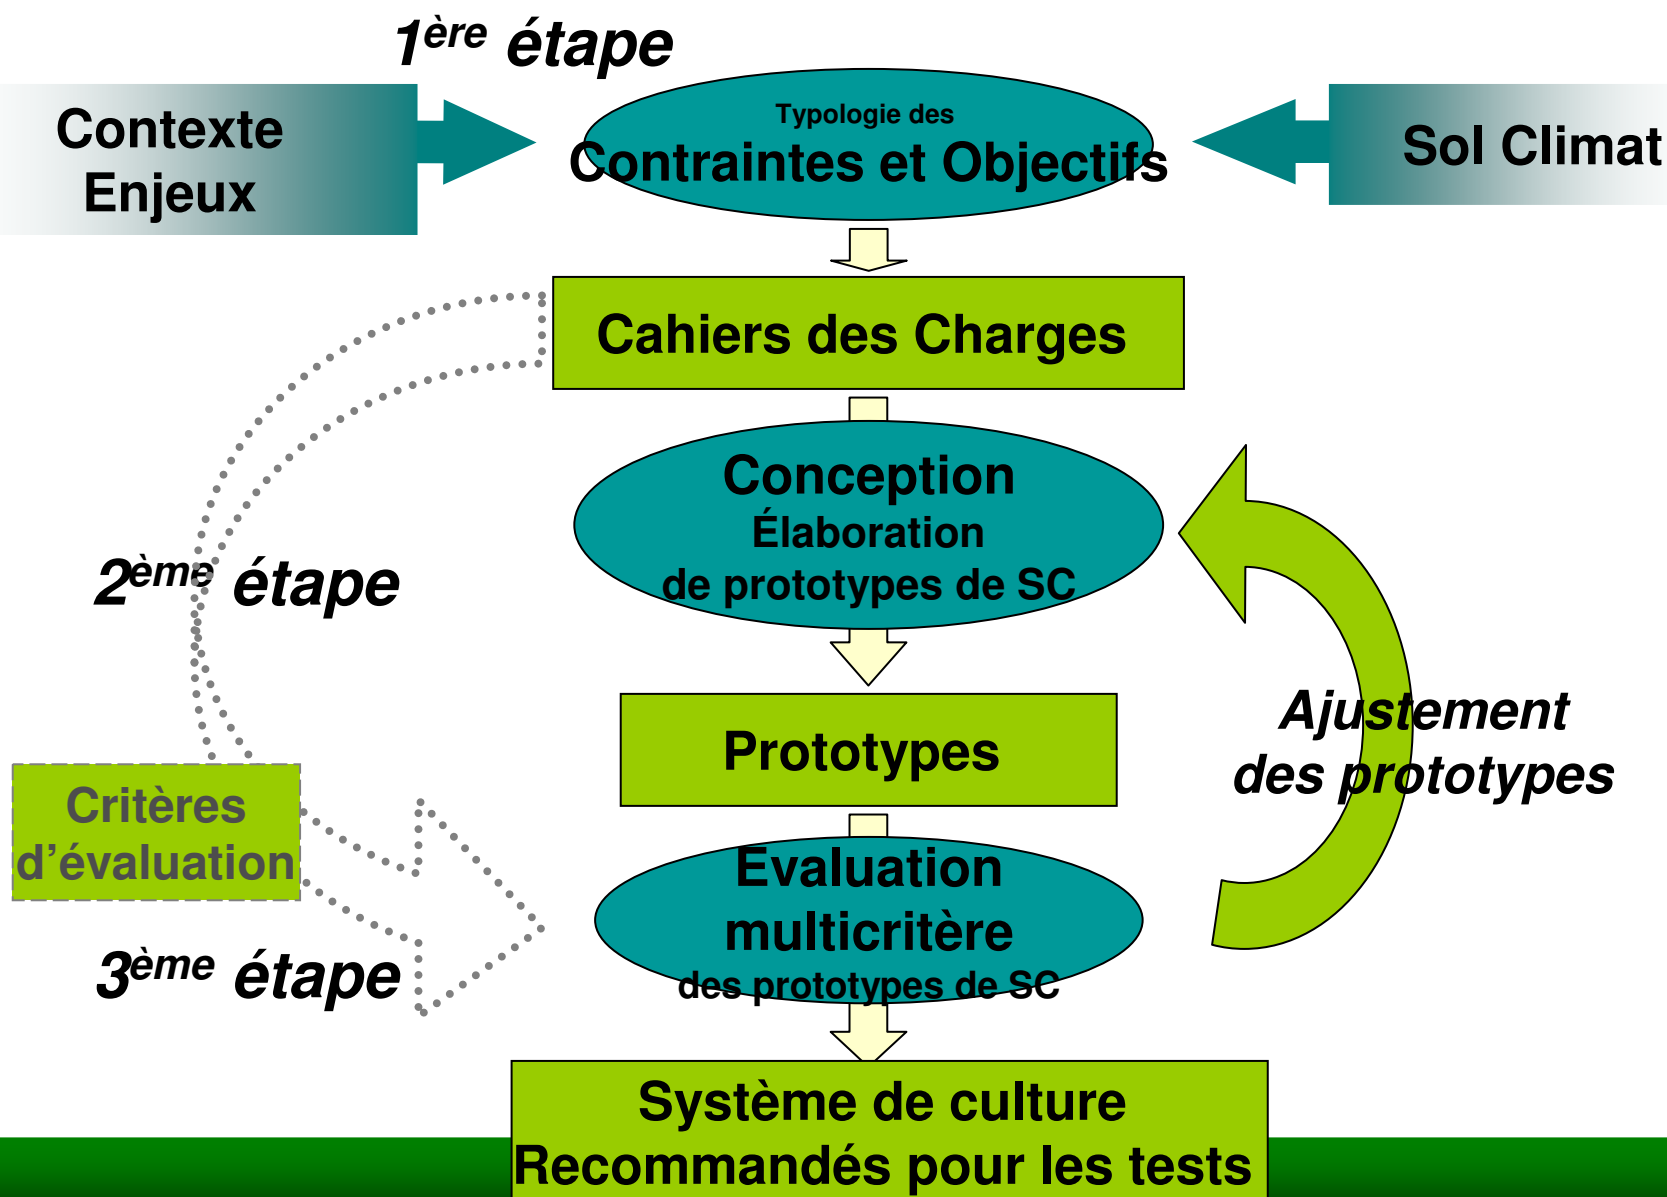 1ère étape
Contexte
Enjeux
Typologie des
Contraintes et Objectifs
Sol Climat
Cahiers des Charges
Conception
Élaboration
de prototypes de SC
2ème étape
Prototypes
Ajustement
des prototypes
Critères
d’évaluation
Evaluation
multicritère
des prototypes de SC
3ème étape
Système de culture
Recommandés pour les tests